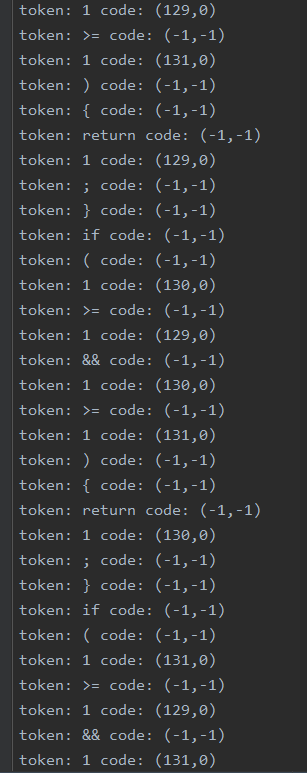 token: 1 code: (129,0)
token: >= code: (-1,-1)
token: 1 code: (131,0)
token: ) code: (-1,-1)
token: { code: (-1,-1)
token: return code: (-1,-1)
token: 1 code: (129,0)
token: ; code: (-1,-1)
token: } code: (-1,-1)
token: if code: (-1,-1)
token: ( code: (-1,-1)
token: 1 code: (130,0)
token: >= code: (-1,-1)
token: 1 code: (129,0)
token: && code: (-1,-1)
token: 1 code: (130,0)
token: >= code: (-1,-1)
token: 1 code: (131,0)
token: ) code: (-1,-1)
token: { code: (-1,-1)
token: return code: (-1,-1)
token: 1 code: (130,0)
token: ; code: (-1,-1)
token: } code: (-1,-1)
token: if code: (-1,-1)
token: ( code: (-1,-1)
token: 1 code: (131,0)
token: >= code: (-1,-1)
token: 1 code: (129,0)
token: && code: (-1,-1)
token: 1 code: (131,0)